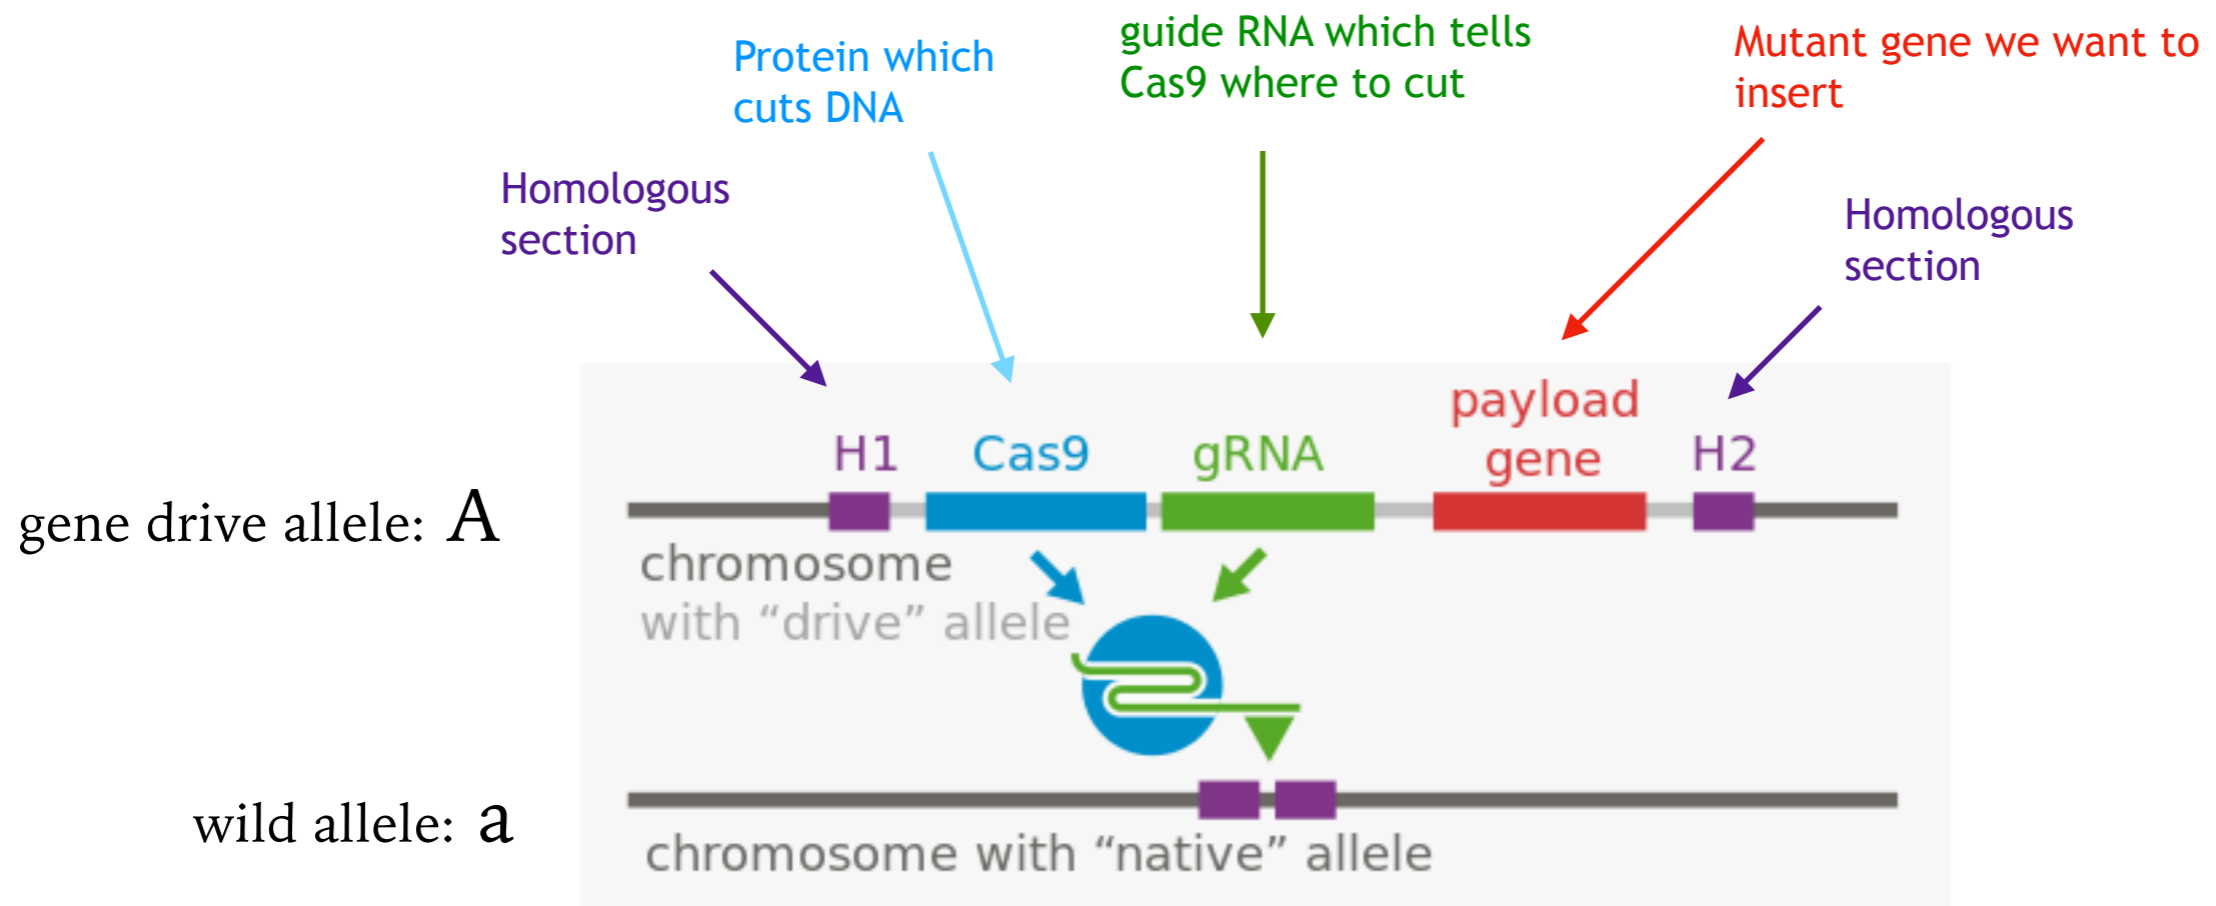 guide RNA which tells
Cas9 where to cut
Mutant gene we want to
insert
Protein which
cuts DNA
Homologous
section
Homologous
section
payload
gene
H1
Cas9
gRNA
H2
gene drive allele: A
chromosome
with “drive” allele
wild allele: a
chromosome with “native” allele